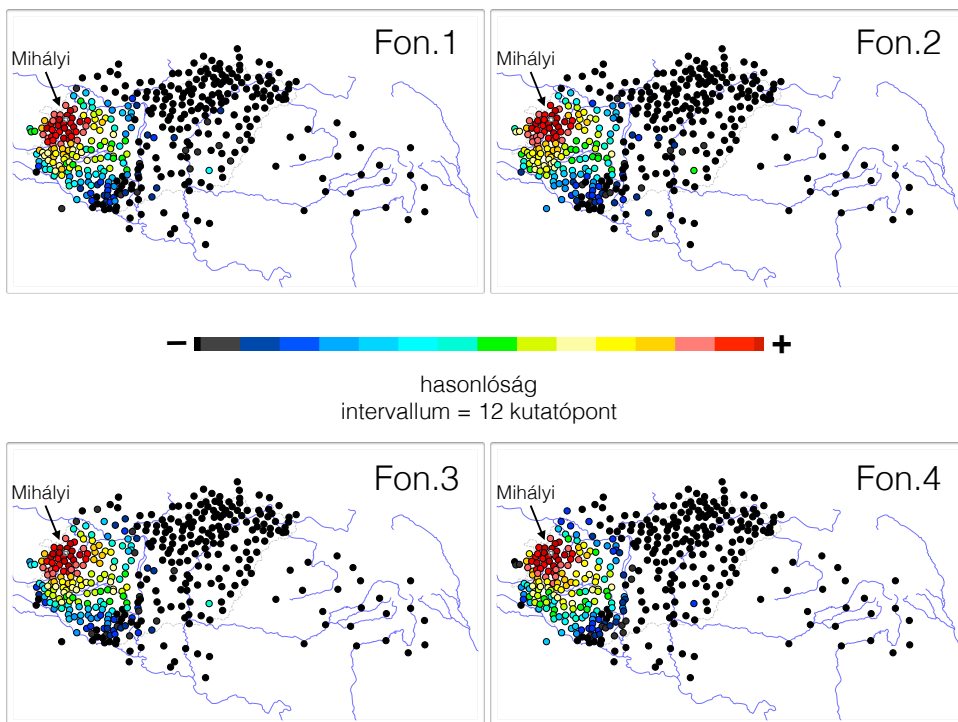 Fon.1
Mihályi
Fon.2
Mihályi
– +
hasonlóság
intervallum = 12 kutatópont
Fon.3
Mihályi
Fon.4
Mihályi